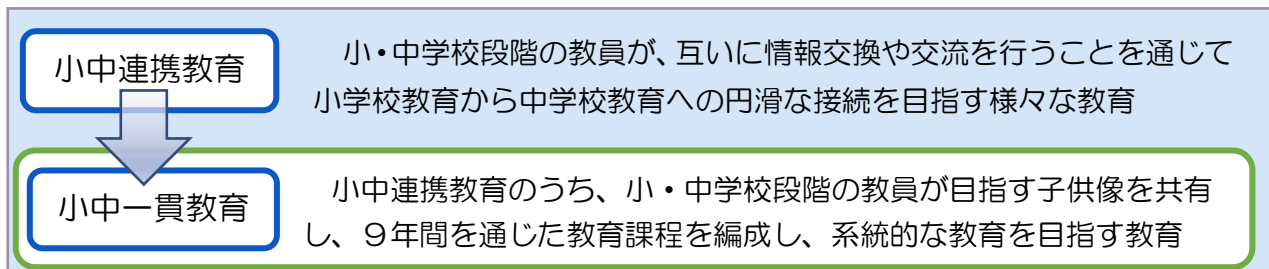 小中連携教育
小・中学校段階の教員が、互いに情報交換や交流を行うことを通じて
小学校教育から中学校教育への円滑な接続を目指す様々な教育
小中一貫教育
小中連携教育のうち、小・中学校段階の教員が目指す子供像を共有
し、９年間を通じた教育課程を編成し、系統的な教育を目指す教育